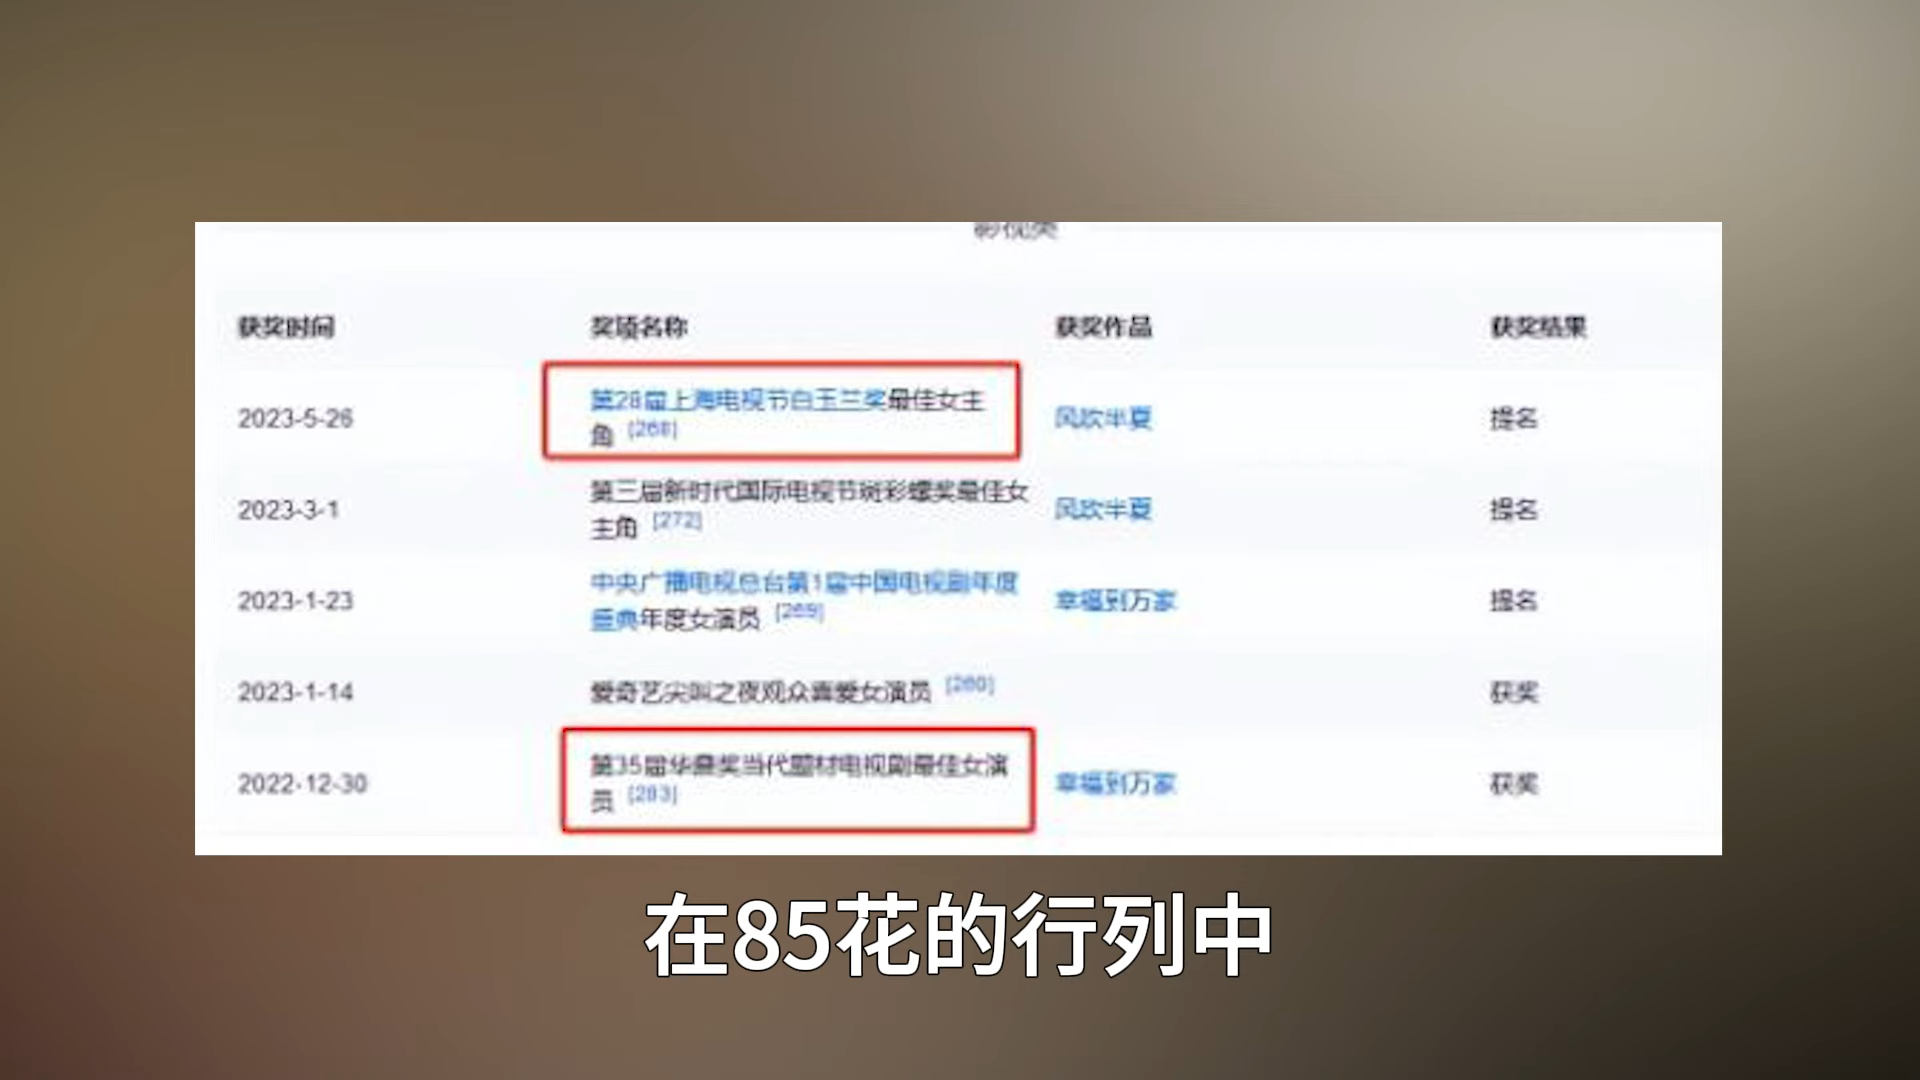 影视类
获奖时间 奖项名称 获奖作品 获奖结果
2023-5-26 第28届上海电视节白玉兰奖最佳女主 风吹半夏 提名
角 [268]
2023-3-1 第三届新时代国际电视节斑彩螺奖最佳女 风吹半夏 提名
主角 [272]
2023-1-23 中央广播电视总台第1届中国电视剧年度 幸福到万家 提名
盛典年度女演员 [269]
2023-1-14 爱奇艺尖叫之夜观众喜爱女演员 [260] 获奖
2022-12-30 第35届华鼎奖当代题材电视剧最佳女演 幸福到万家 获奖
员 [263]
在85花的行列中